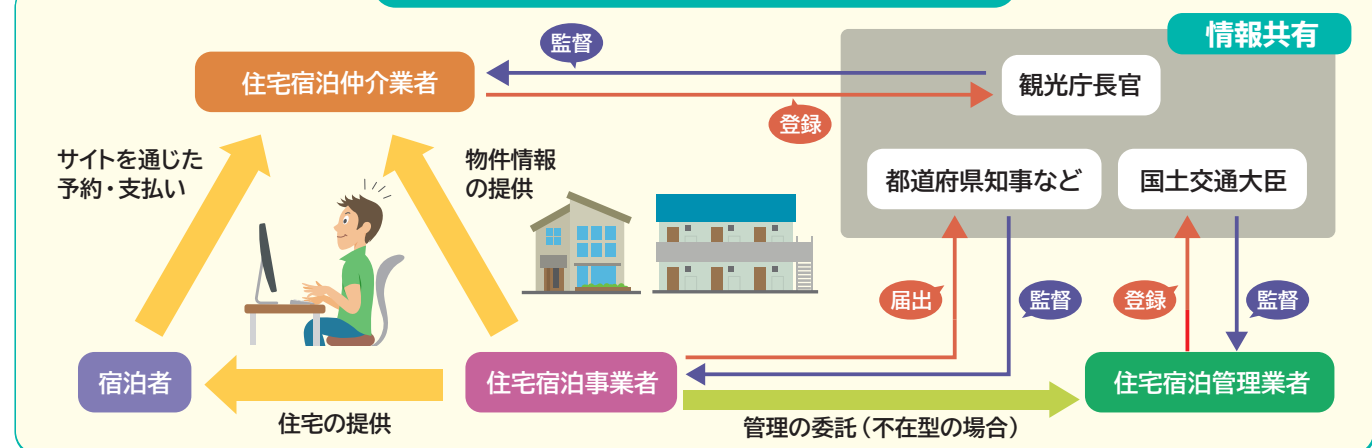 情報共有
監督
住宅宿泊仲介業者
観光庁長官
登録
サイトを通じた
予約・支払い
物件情報
の提供
都道府県知事など
国土交通大臣
届出
監督
登録
監督
宿泊者
住宅宿泊事業者
住宅宿泊管理業者
住宅の提供
管理の委託（不在型の場合）